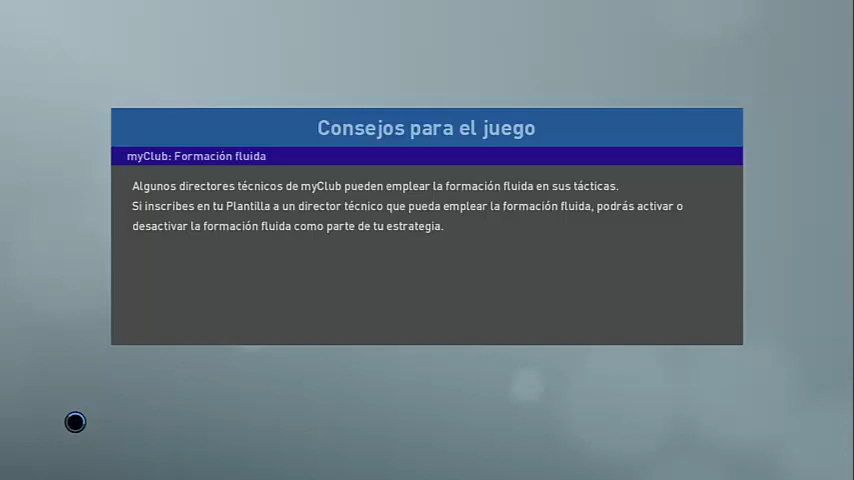 Consejos para el juego
myClub: Formación fluida
Algunos directores técnicos de myClub pueden emplear la formación fluida en sus tácticas.
Si inscribes en tu Plantilla a un director técnico que pueda emplear la formación fluida, podrás activar o
desactivar la formación fluida como parte de tu estrategia.